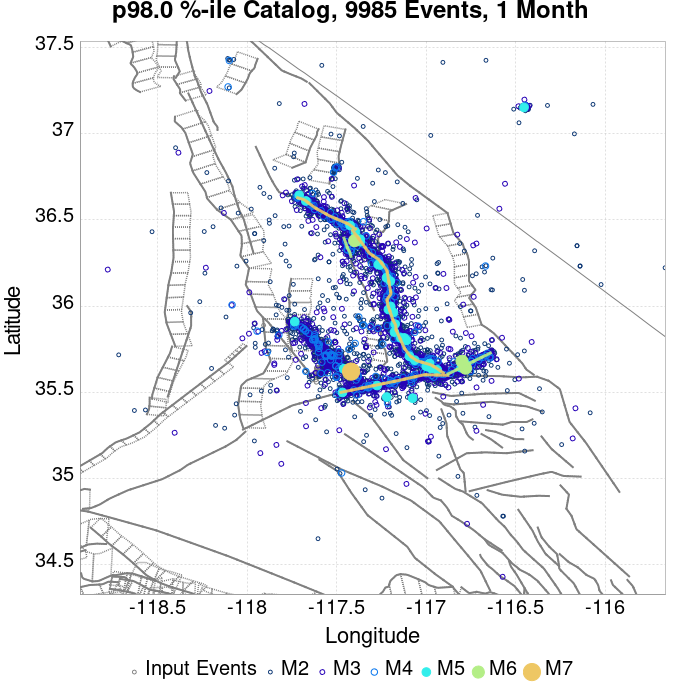 p98.0 %-ile Catalog, 9985 Events, 1 Month
37.5
37
36.5
36
35.5
35
34.5
Latitude
-118.5 -118 -117.5 -117 -116.5 -116
Longitude
Input Events M2 M3 M4 M5 M6 M7